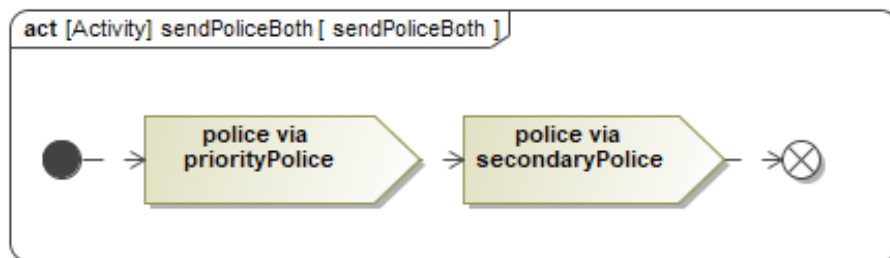 act [Activity] sendPoliceBoth [ sendPoliceBoth ]
police via
priorityPolice
police via
secondaryPolice